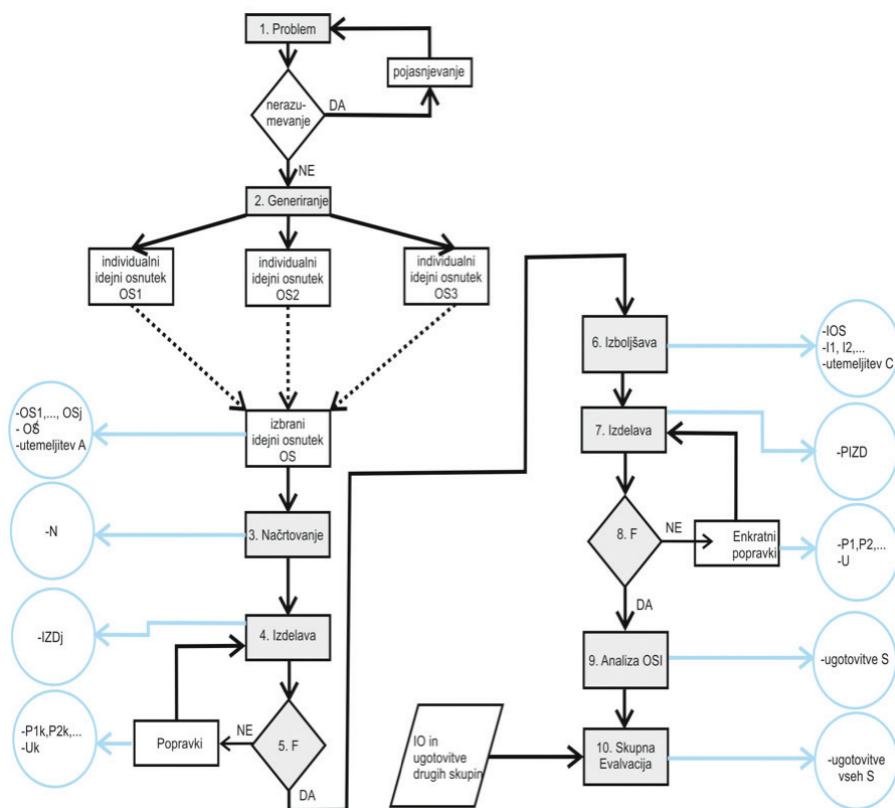 1. Problem
pojasnjevanje
nerazu-
mevanje
DA
NE
2. Generiranje
individualni
idejni osnutek
OS1
individualni
idejni osnutek
OS2
individualni
idejni osnutek
OS3
izbrani
idejni osnutek
OS
-OS1,..., OSj
- OS
-utemeljitev A
3. Načrtovanje
-N
4. Izdelava
-IZDj
5. F
NE
Popravki
-P1k,P2k,...
-Uk
DA
6. Izboljšava
-IOS
-I1, I2,...
-utemeljitev C
7. Izdelava
-PIZD
8. F
NE
Enkratni
popravki
-P1,P2,...
-U
DA
9. Analiza OSI
-ugotovitve S
IO in
ugotovitve
drugih skupin
10. Skupna
Evalvacija
-ugotovitve
vseh S